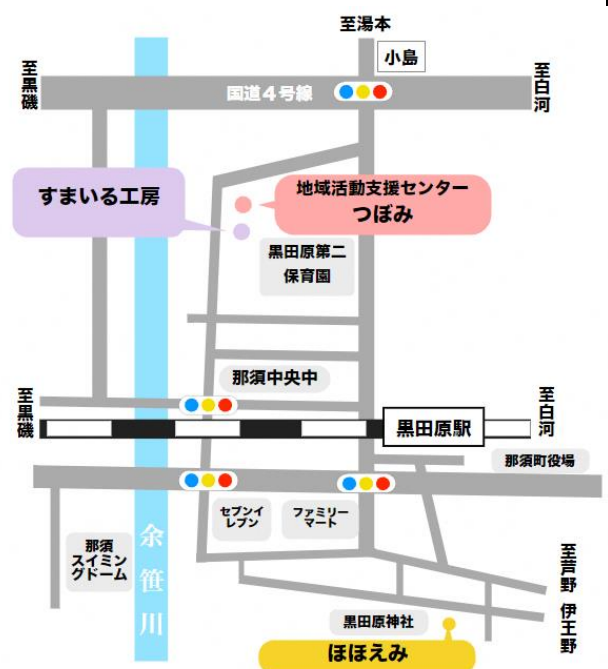 至湯本
小島
至黒磯
国道4号線
至白河
すまいる工房
地域活動支援センター
つぼみ
黒田原第二
保育園
那須中央中
至黒磯
黒田原駅
至白河
那須町役場
セブンイ
レブン
ファミリー
マート
那須
スイミン
グドーム
余笹川
至芦野
伊王野
黒田原神社
ほほえみ